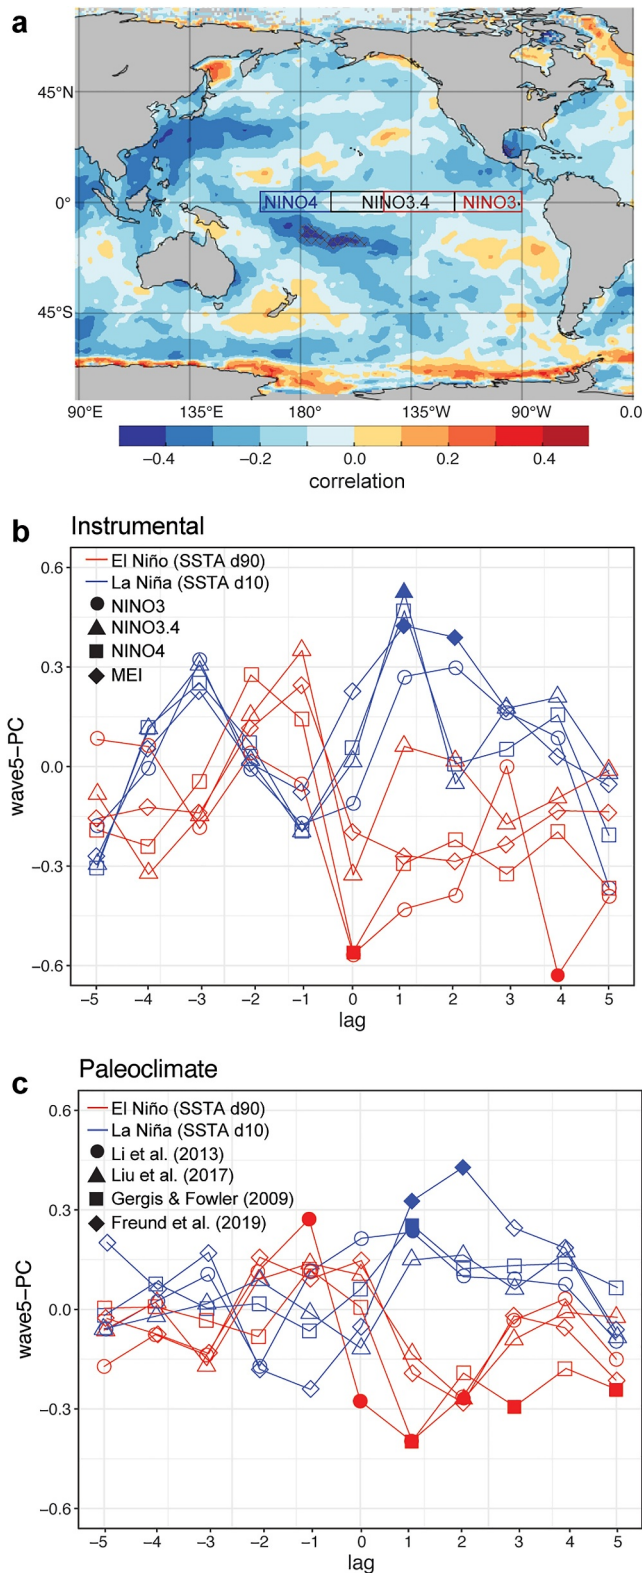 a
45°N
0°
45°S
NINO4 NINO3.4 NINO3
90°E 135°E 180° 135°W 90°W 0.0
−0.4 −0.2 0.0 0.2 0.4
correlation
b
Instrumental
El Niño (SSTA d90)
La Niña (SSTA d10)
NINO3
NINO3.4
NINO4
MEI
0.6
0.3
0.0
−0.3
−0.6
wave5−PC
−5 −4 −3 −2 −1 0 1 2 3 4 5
lag
c
Paleoclimate
El Niño (SSTA d90)
La Niña (SSTA d10)
Li et al. (2013)
Liu et al. (2017)
Gergis & Fowler (2009)
Freund et al. (2019)
0.6
0.3
0.0
−0.3
−0.6
wave5−PC
−5 −4 −3 −2 −1 0 1 2 3 4 5
lag